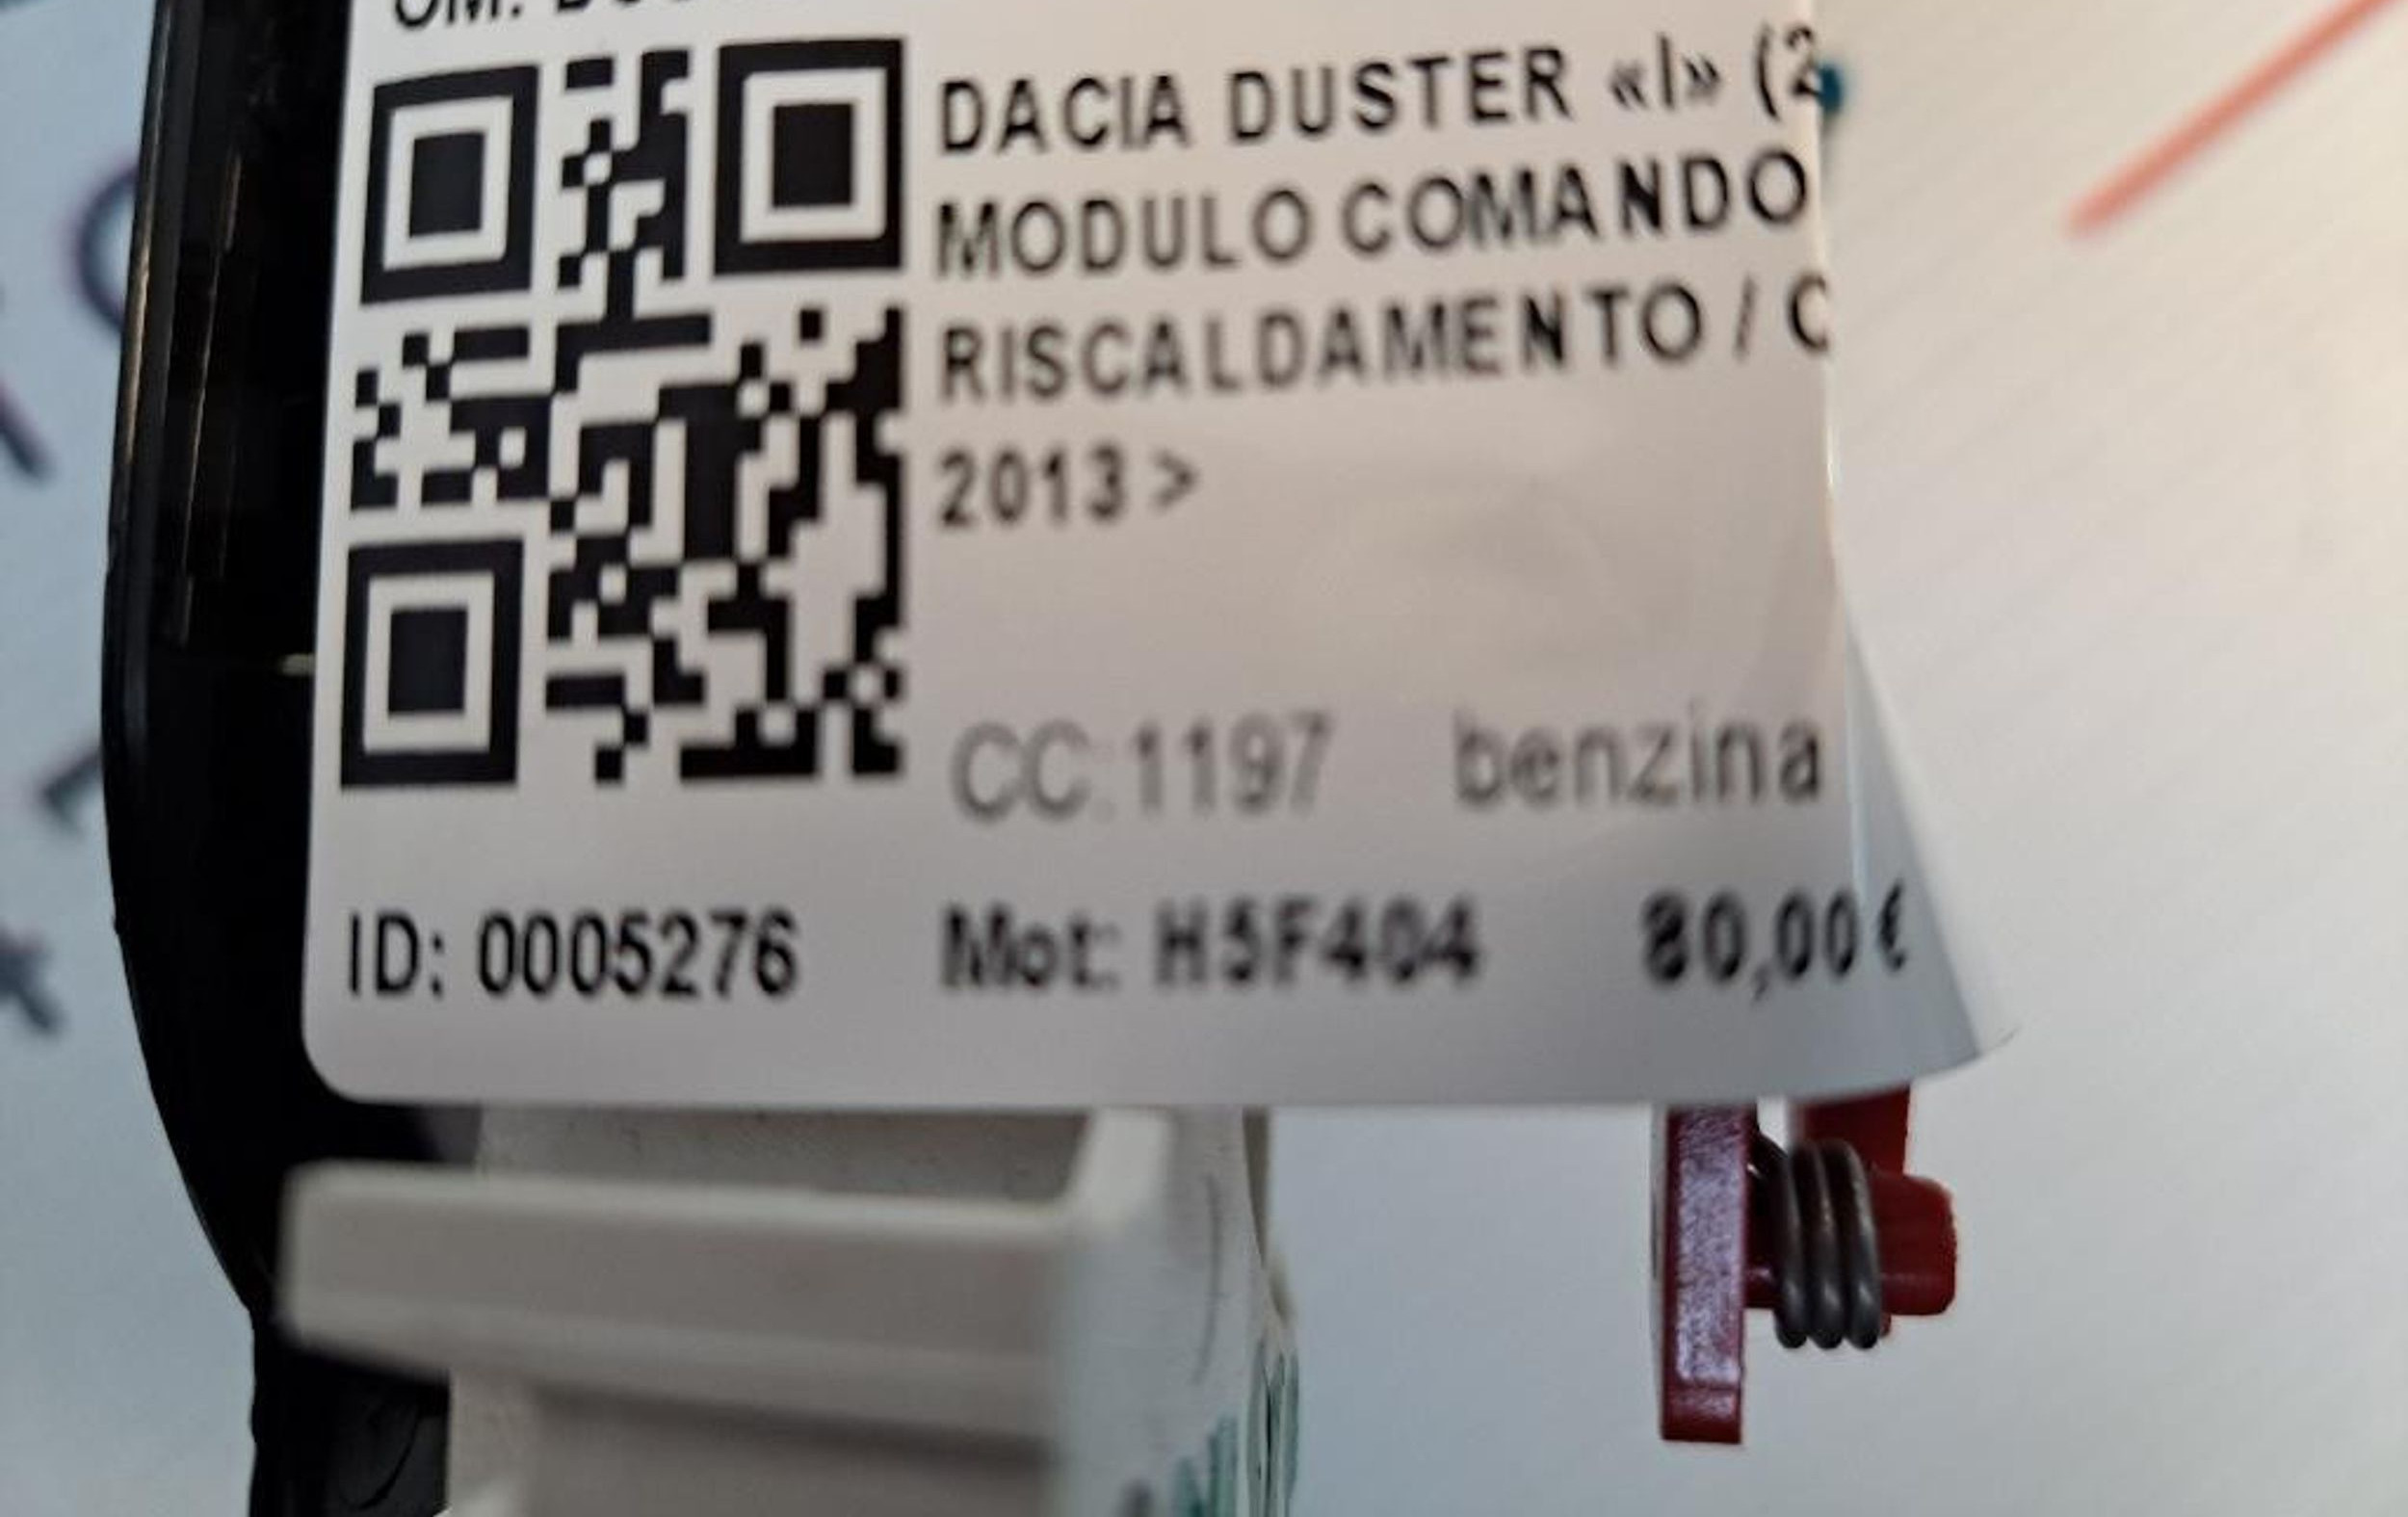 DACIA DUSTER «I» (2
MODULO COMANDO
RISCALDAMENTO / C
2013 >
CC:1197 benzina
ID: 0005276 Mot: H5F404 80,00 €